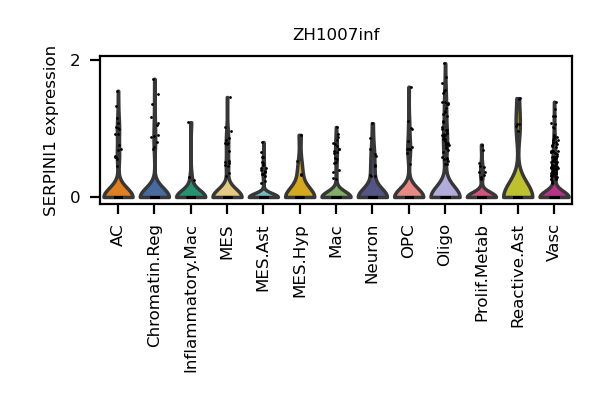 ZH1007inf
SERPINI1 expression
2
0
AC
Chromatin.Reg
Inflammatory.Mac
MES
MES.Ast
MES.Hyp
Mac
Neuron
OPC
Oligo
Prolif.Metab
Reactive.Ast
Vasc